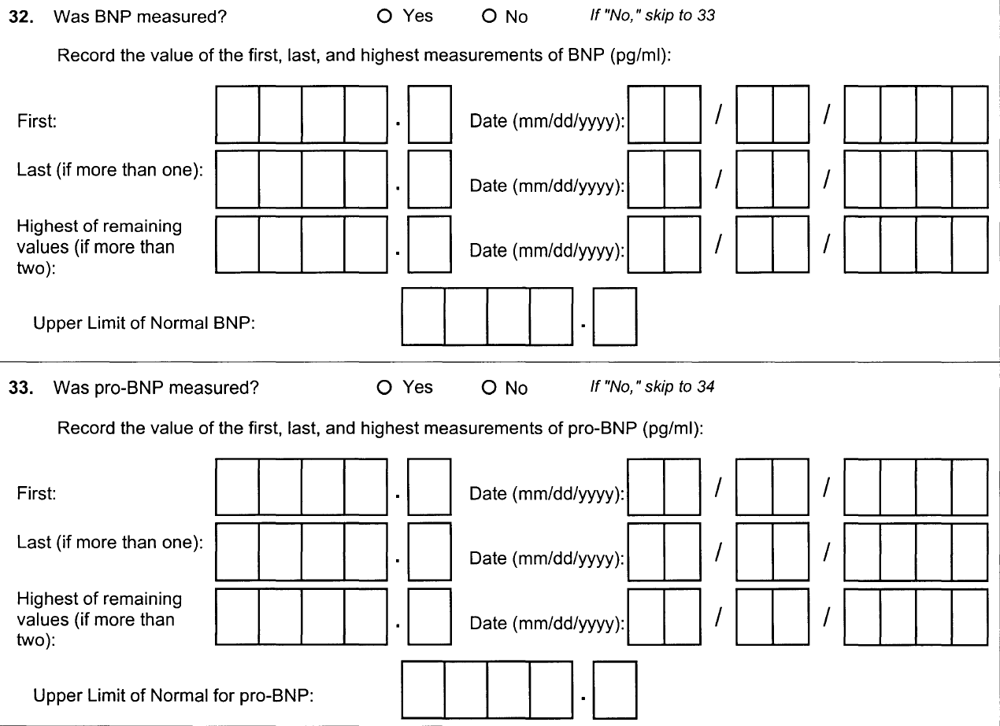 32. Was BNP measured? Yes No If "No," skip to 33
Record the value of the first, last, and highest measurements of BNP (pg/ml):
First: . Date (mm/dd/yyyy): / /
Last (if more than one): . Date (mm/dd/yyyy): / /
Highest of remaining
values (if more than
two): . Date (mm/dd/yyyy): / /
Upper Limit of Normal BNP: .
33. Was pro-BNP measured? Yes No If "No," skip to 34
Record the value of the first, last, and highest measurements of pro-BNP (pg/ml):
First: . Date (mm/dd/yyyy): / /
Last (if more than one): . Date (mm/dd/yyyy): / /
Highest of remaining
values (if more than
two): . Date (mm/dd/yyyy): / /
Upper Limit of Normal for pro-BNP: .